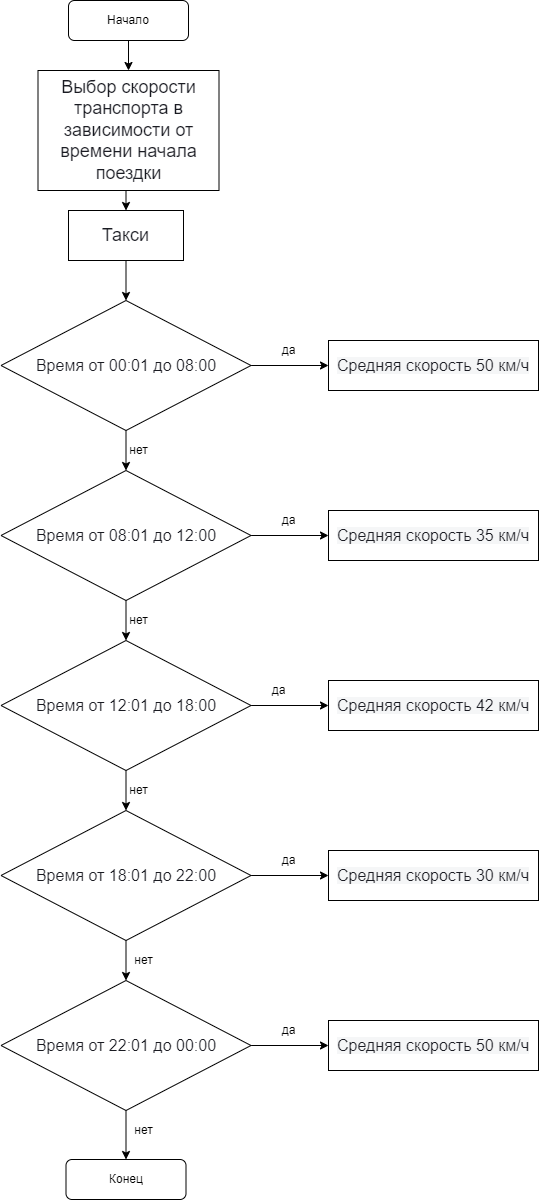 Начало
Выбор скорости
транспорта в
зависимости от
времени начала
поездки
Такси
Время от 00:01 до 08:00
да
Средняя скорость 50 км/ч
нет
Время от 08:01 до 12:00
да
Средняя скорость 35 км/ч
нет
Время от 12:01 до 18:00
да
Средняя скорость 42 км/ч
нет
Время от 18:01 до 22:00
да
Средняя скорость 30 км/ч
нет
Время от 22:01 до 00:00
да
Средняя скорость 50 км/ч
нет
Конец